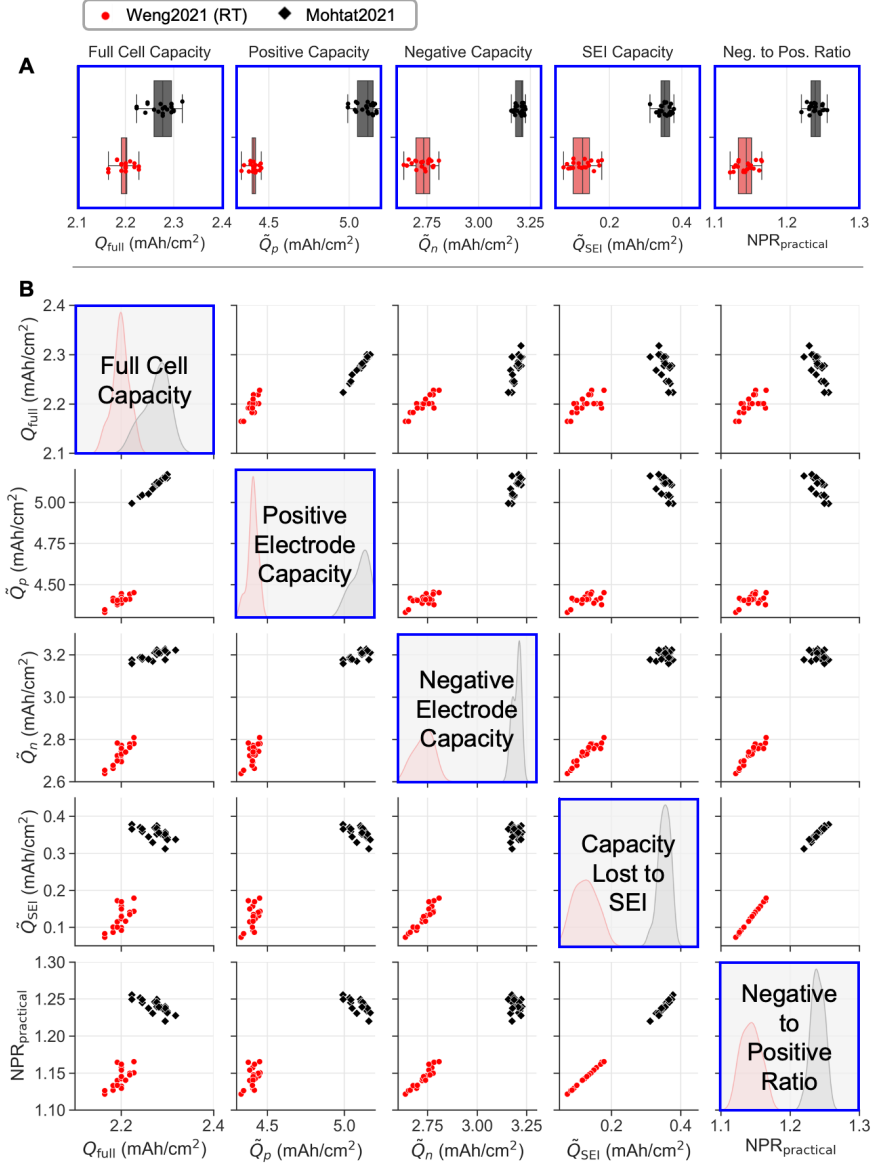 Weng2021 (RT) Mohtat2021
Full Cell Capacity Positive Capacity Negative Capacity SEI Capacity Neg. to Pos. Ratio
A
2.1 2.2 2.3 2.4 4.5 5.0 2.75 3.00 3.25 0.2 0.4 1.1 1.2 1.3
Q_full (mAh/cm²) Q̃_p (mAh/cm²) Q̃_n (mAh/cm²) Q̃_SEI (mAh/cm²) NPR_practical
B
Q_full (mAh/cm²)
2.4
2.3
2.2
2.1
Full Cell
Capacity
Q̃_p (mAh/cm²)
5.00
4.75
4.50
Positive
Electrode
Capacity
Q̃_n (mAh/cm²)
3.2
3.0
2.8
2.6
Negative
Electrode
Capacity
Q̃_SEI (mAh/cm²)
0.4
0.3
0.2
0.1
Capacity
Lost to
SEI
NPR_practical
1.30
1.25
1.20
1.15
1.10
Negative
to
Positive
Ratio
2.2 2.4 4.5 5.0 2.75 3.00 3.25 0.2 0.4 1.1 1.2 1.3
Q_full (mAh/cm²) Q̃_p (mAh/cm²) Q̃_n (mAh/cm²) Q̃_SEI (mAh/cm²) NPR_practical